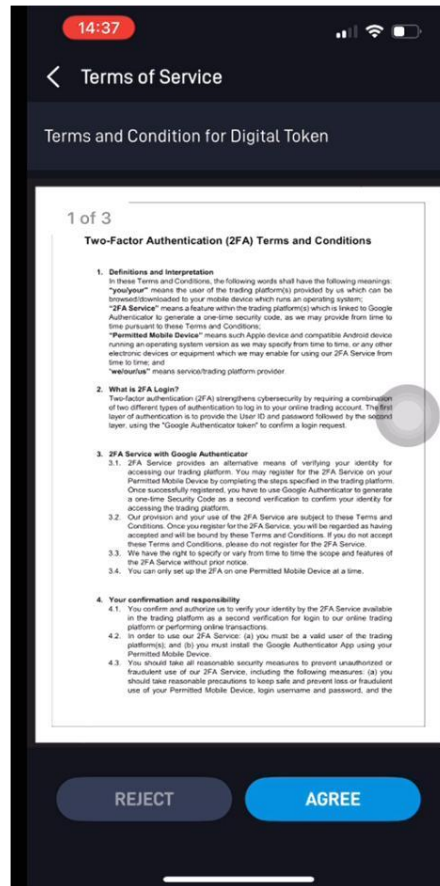 14:37
Terms of Service
Terms and Condition for Digital Token
1 of 3
Two-Factor Authentication (2FA) Terms and Conditions
1. Definitions and Interpretation
In these Terms and Conditions, the following words shall have the following meanings:
"you/your" means the user of the trading platform(s) provided by us which can be
browsed/downloaded to your mobile device which runs an operating system;
"2FA Service" means a feature within the trading platform(s) which is linked to Google
Authenticator to generate a one-time security code, as we may provide from time to
time pursuant to these Terms and Conditions;
"Permitted Mobile Device" means such Apple device and compatible Android device
running an operating system version as we may specify from time to time, or any other
electronic devices or equipment which we may enable for using our 2FA Service from
time to time; and
"we/our/us" means service/trading platform provider
2. What is 2FA Login?
Two-factor authentication (2FA) strengthens cybersecurity by requiring a combination
of two different types of authentication to log in to your online trading account. The first
layer of authentication is to provide the User ID and password followed by the second
layer, using the "Google Authenticator token" to confirm a login request.
3. 2FA Service with Google Authenticator
3.1. 2FA Service provides an alternative means of verifying your identity for
accessing our trading platform. You may register for the 2FA Service on your
Permitted Mobile Device by completing the steps specified in the trading platform.
Once successfully registered, you have to use Google Authenticator to generate
a one-time Security Code as a second verification to confirm your identity for
accessing the trading platform.
3.2. Our provision and your use of the 2FA Service are subject to these Terms and
Conditions. Once you register for the 2FA Service, you will be regarded as having
accepted and will be bound by these Terms and Conditions. If you do not accept
these Terms and Conditions, please do not register for the 2FA Service.
3.3. We have the right to specify or vary from time to time the scope and features of
the 2FA Service without prior notice.
3.4. You can only set up the 2FA on one Permitted Mobile Device at a time.
4. Your confirmation and responsibility
4.1. You confirm and authorize us to verify your identity by the 2FA Service available
in the trading platform as a second verification for login to our online trading
platform or performing online transactions.
4.2. In order to use our 2FA Service: (a) you must be a valid user of the trading
platform(s); and (b) you must install the Google Authenticator App using your
Permitted Mobile Device.
4.3. You should take all reasonable security measures to prevent unauthorized or
fraudulent use of our 2FA Service, including the following measures: (a) you
should take reasonable precautions to keep safe and prevent loss or fraudulent
use of your Permitted Mobile Device, login username and password, and the
REJECT
AGREE